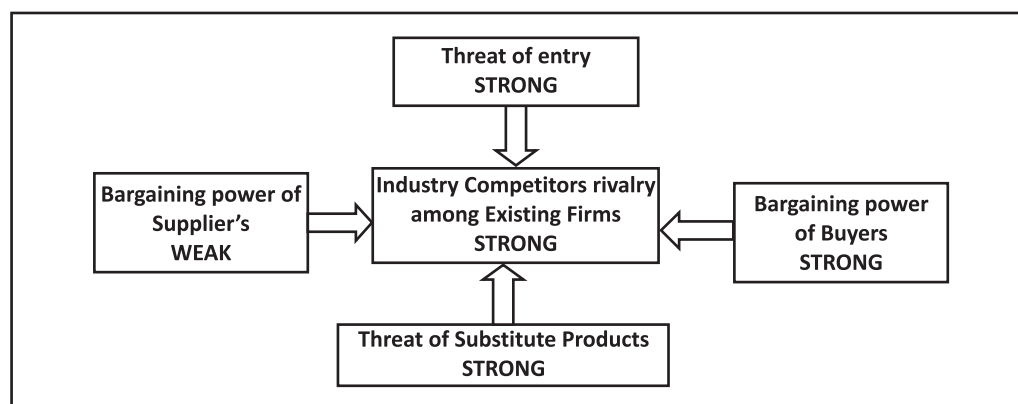 Threat of entry
STRONG
Bargaining power of
Supplier’s
WEAK
Industry Competitors rivalry
among Existing Firms
STRONG
Bargaining power
of Buyers
STRONG
Threat of Substitute Products
STRONG